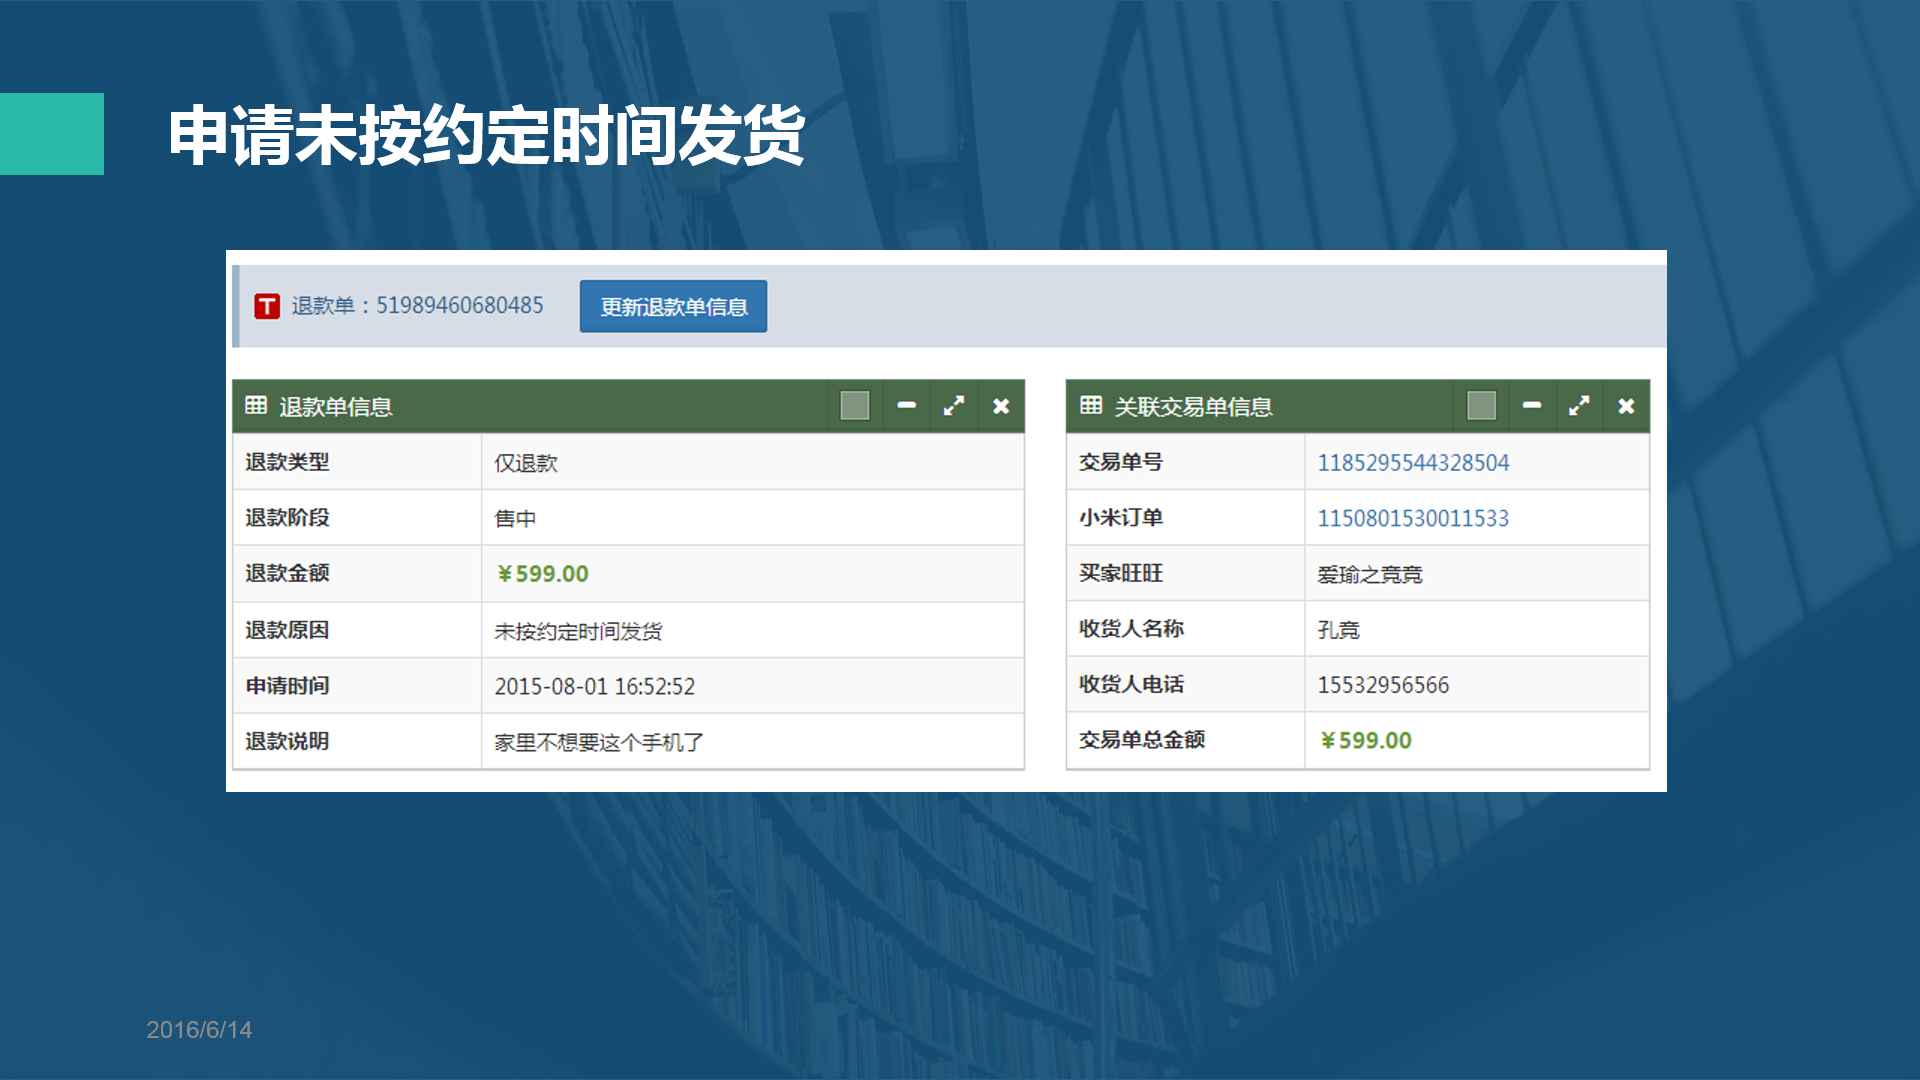 申请未按约定时间发货
T 退款单：51989460680485 更新退款单信息
退款单信息
退款类型 仅退款
退款阶段 售中
退款金额 ¥599.00
退款原因 未按约定时间发货
申请时间 2015-08-01 16:52:52
退款说明 家里不想要这个手机了
关联交易单信息
交易单号 1185295544328504
小米订单 1150801530011533
买家旺旺 爱瑜之竞竞
收货人名称 孔竞
收货人电话 15532956566
交易单总金额 ¥599.00
2016/6/14